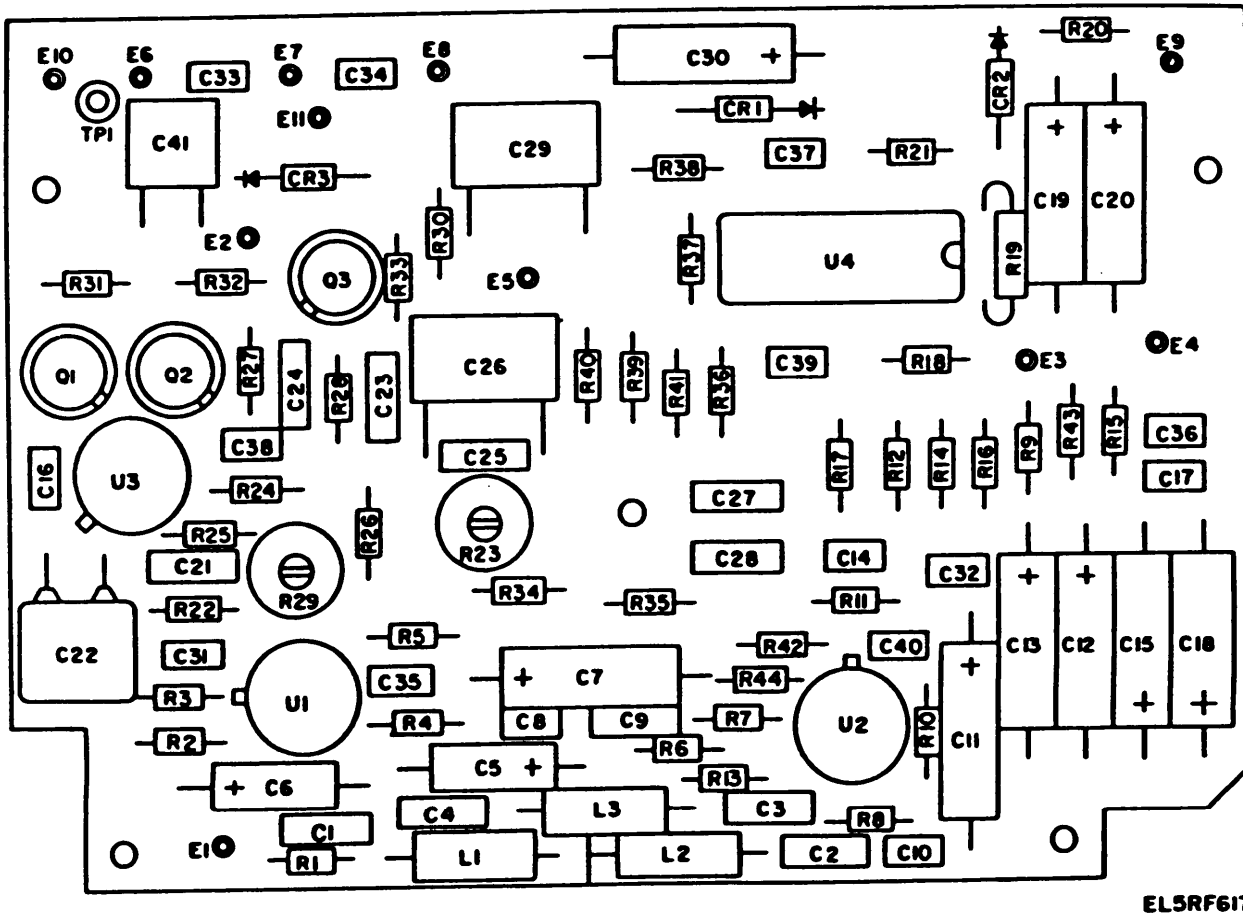 R20
E10 E6 E7 E8 C30 + E9
C33 C34 CR2
TP1 C41 E11 CR1 + +
C29 C37 R21
CR3 R38
C19 C20
E2 R30 R37 U4 R19
R31 R32 Q3 R33 E5
E4
Q1 Q2 R27 C24 R28 C23 C26 R40 R39 R41 R36 C39 R18 E3
C38 C25 R17 R12 R14 R16 R9 R43 R15 C36
C16 U3 R24 C27 C17
R25 R26 R23
C21 R29 C28 C14 C32 + +
R22 R34 R35 R11
C22 C31 R5 R42 C40 + C13 C12 C15 C18
R3 U1 C35 + C7 R44
R2 R4 C8 C9 R7 U2 R10 C11 + +
R6
+ C6 C5 + R13
C1 C4 L3 C3 R8
E1 R1 L1 L2 C2 C10
EL5RF617